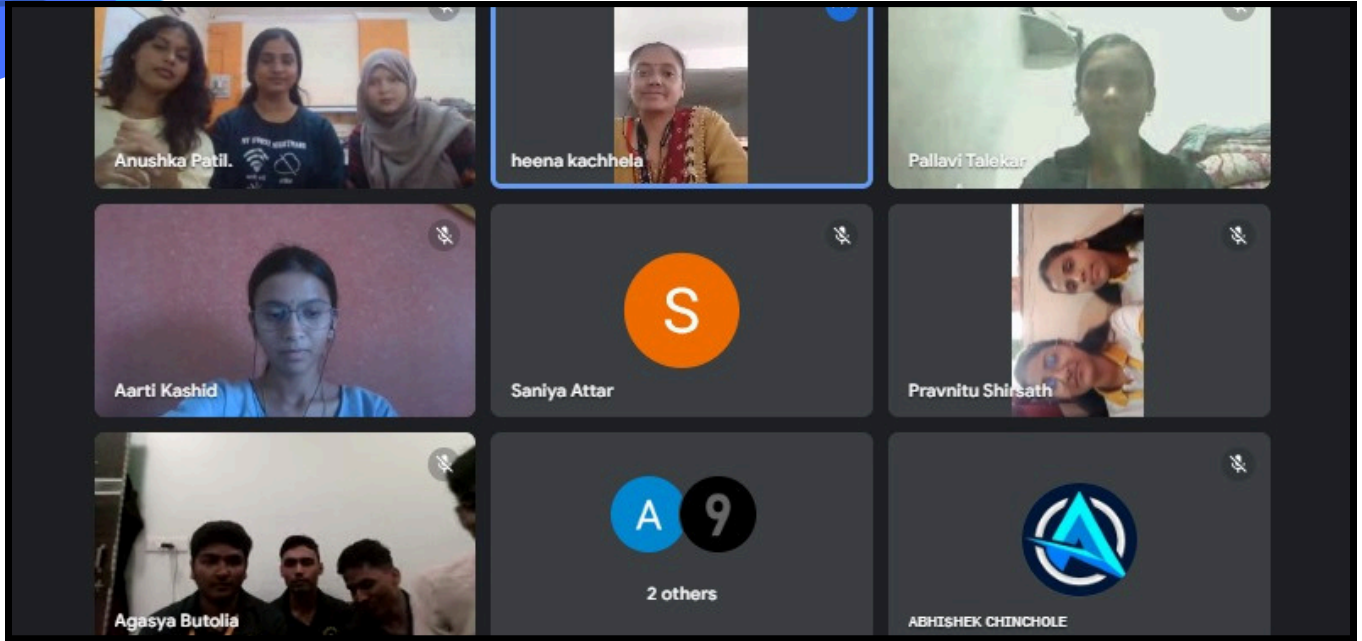 Anushka Patil.
heena kachhela
Pallavi Talekar
Aarti Kashid
S
Saniya Attar
Pravnitu Shirsath
Agasya Butolia
A 9
2 others
ABHISHEK CHINCHOLE